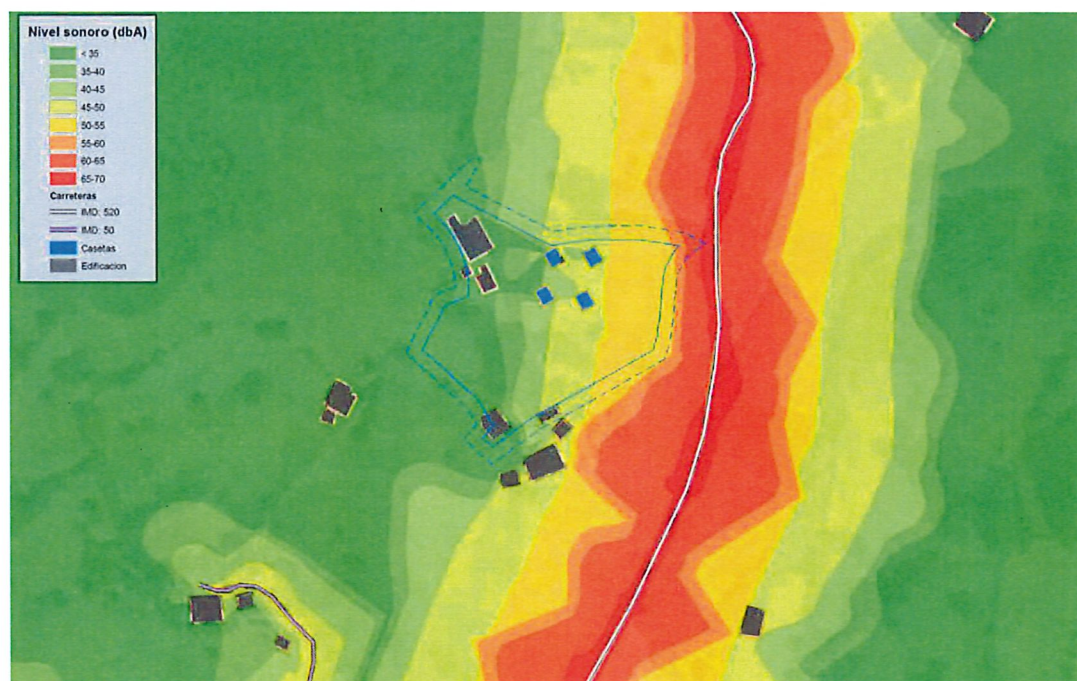 Nivel sonoro (dbA)
< 35
35-40
40-45
45-50
50-55
55-60
60-65
65-70
Carreteras
IMD: 520
IMD: 50
Casetas
Edificacion